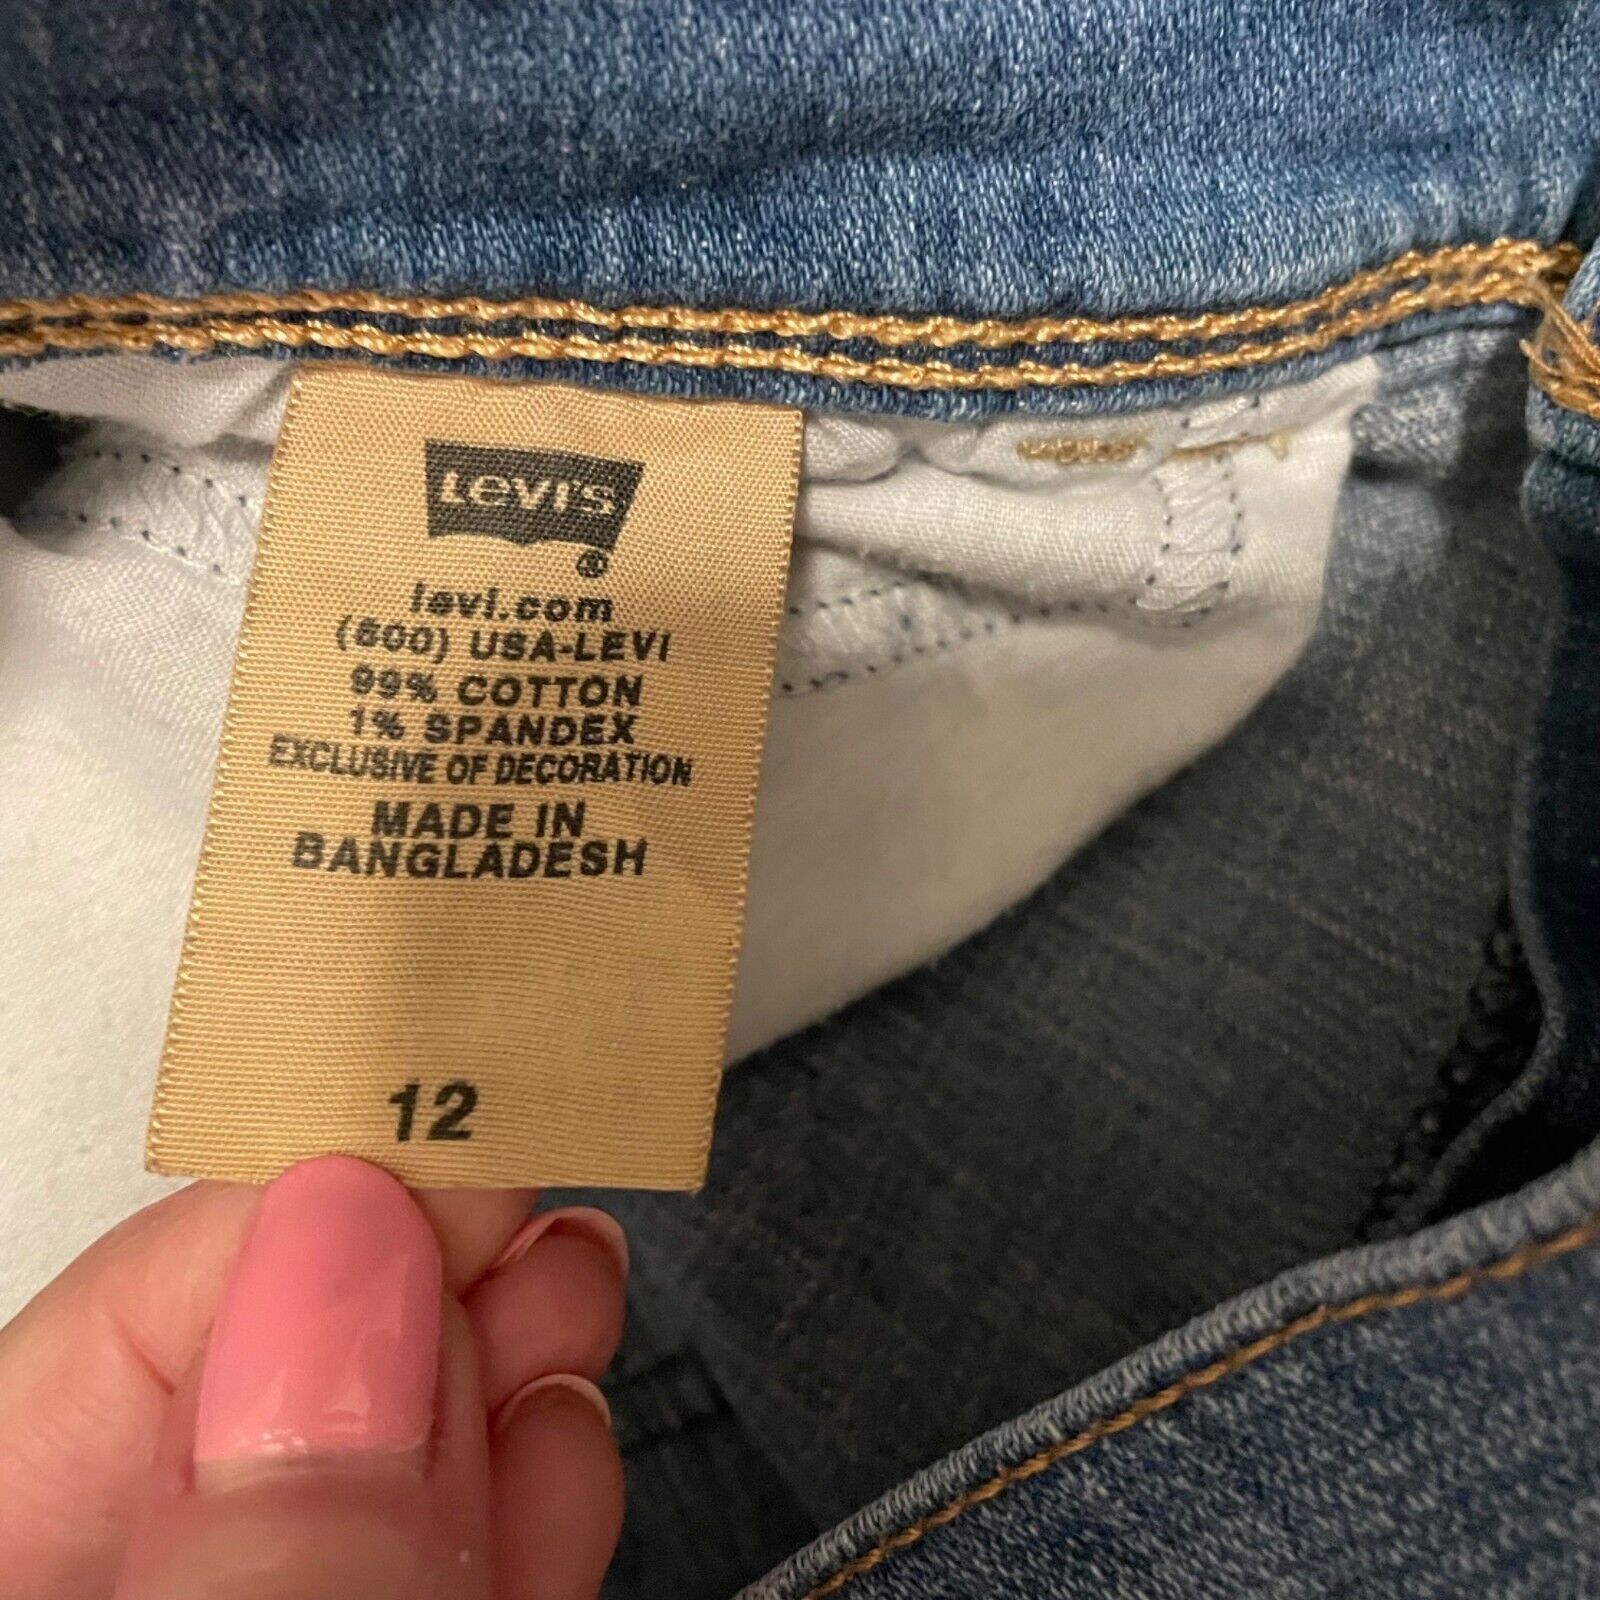 LEVI'S
®
levi.com
(800) USA-LEVI
99% COTTON
1% SPANDEX
EXCLUSIVE OF DECORATION
MADE IN
BANGLADESH
12